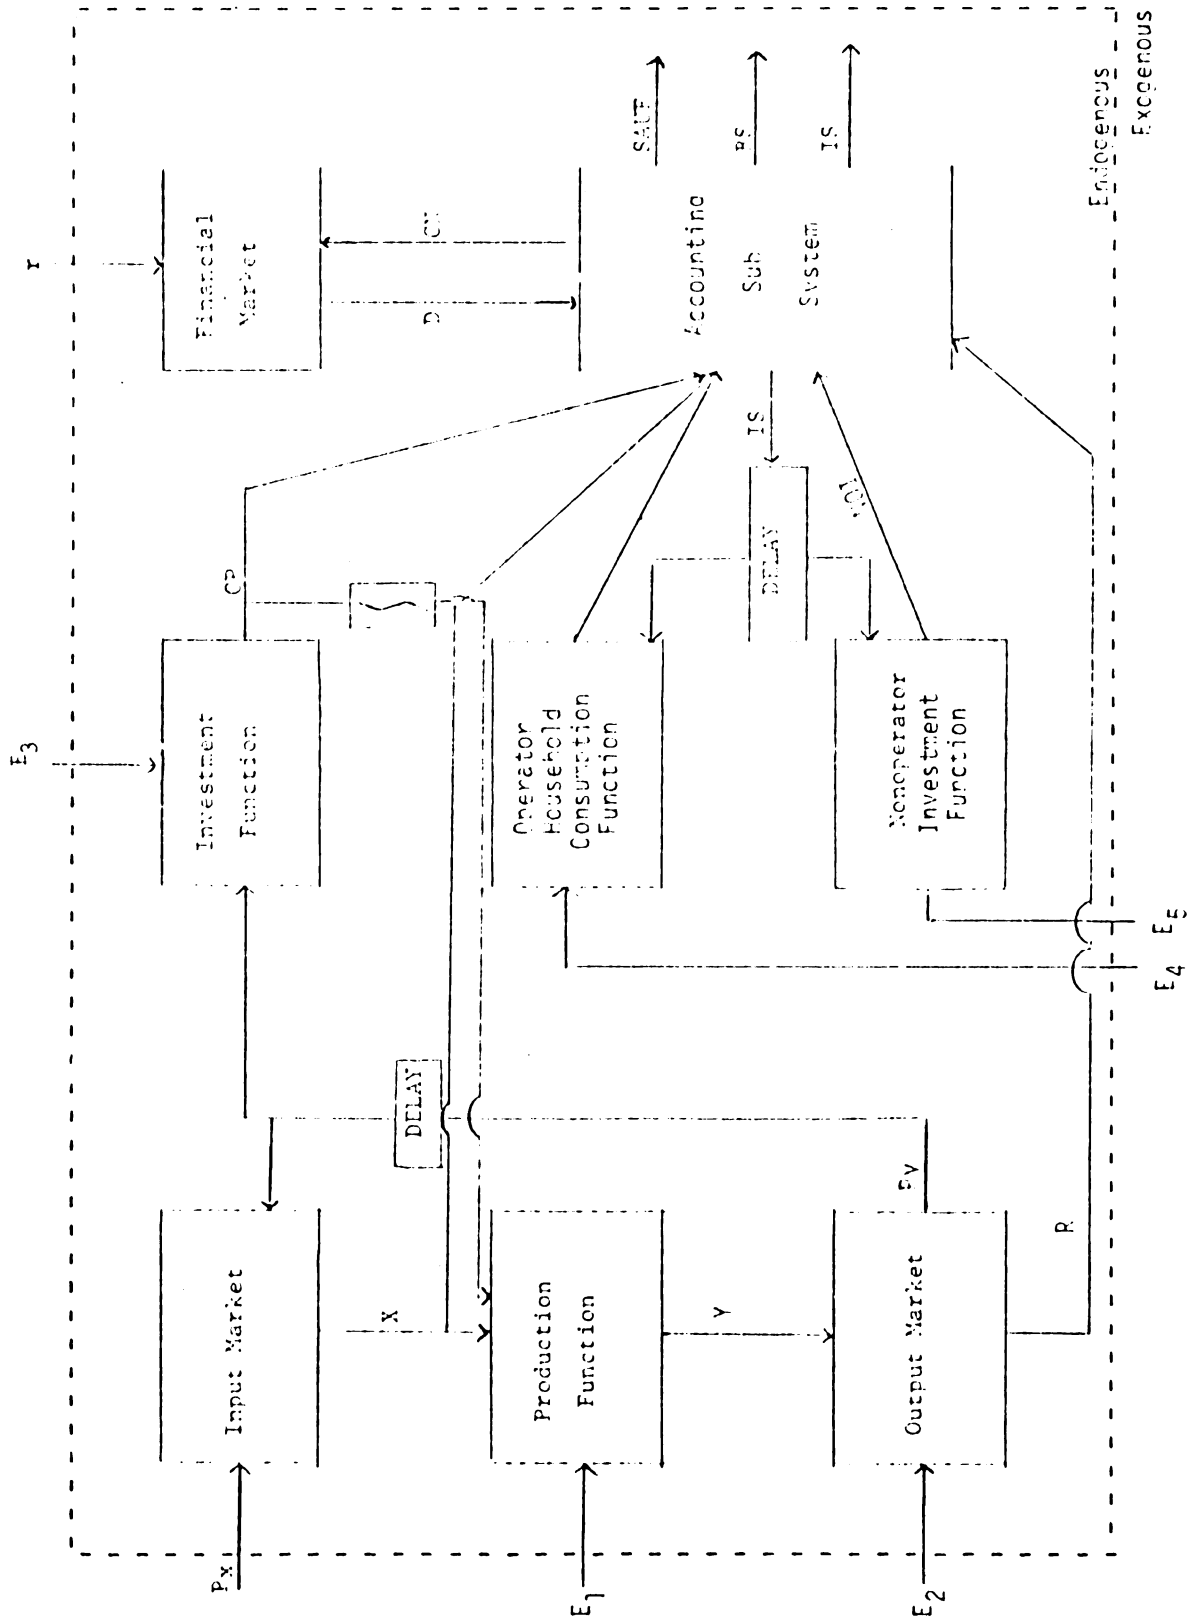 Px
E1
E2
Input Market
X
Production
Function
Y
Output Market
R
DELAY
E3
Investment
Function
CP
Operator
Household
Consumption
Function
Nonoperator
Investment
Function
E4
E5
DELAY
IS
r
Financial
Market
D
Accounting
Sub
System
IS
Endogenous
Exogenous